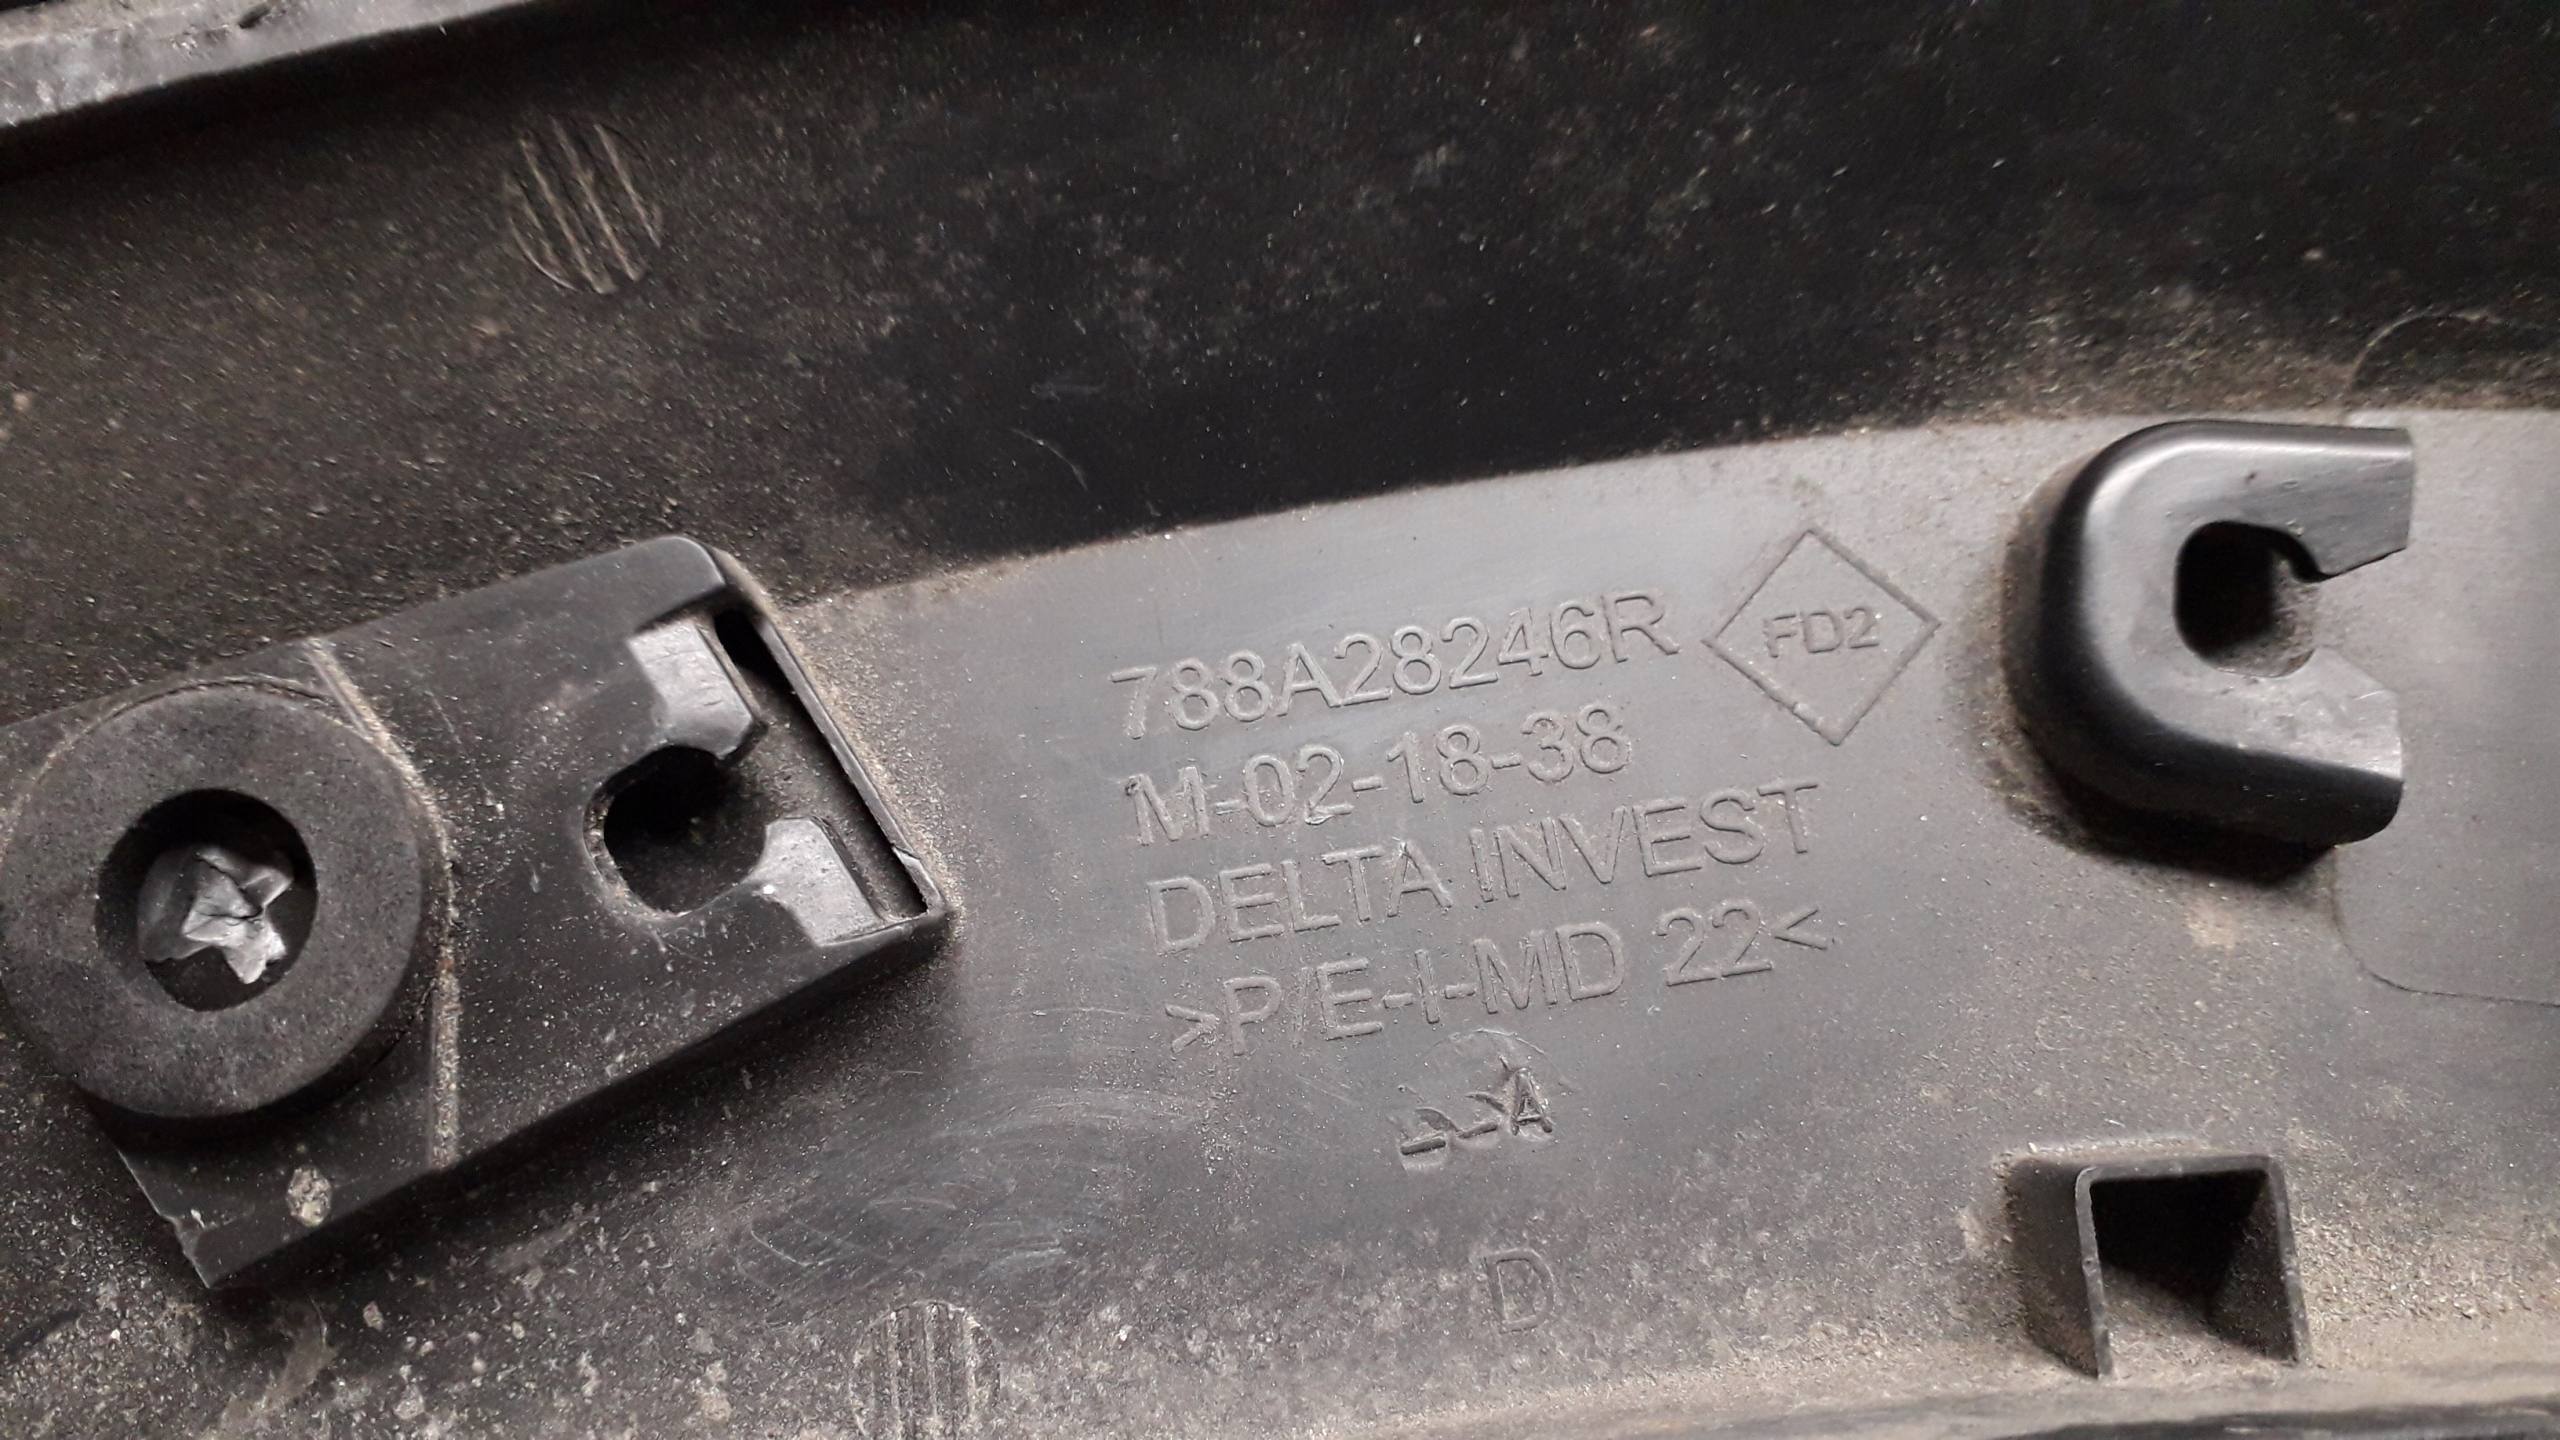 788A28246R
FD2
M-02-18-38
DELTA INVEST
>P/E-I-MD 22<
A
D